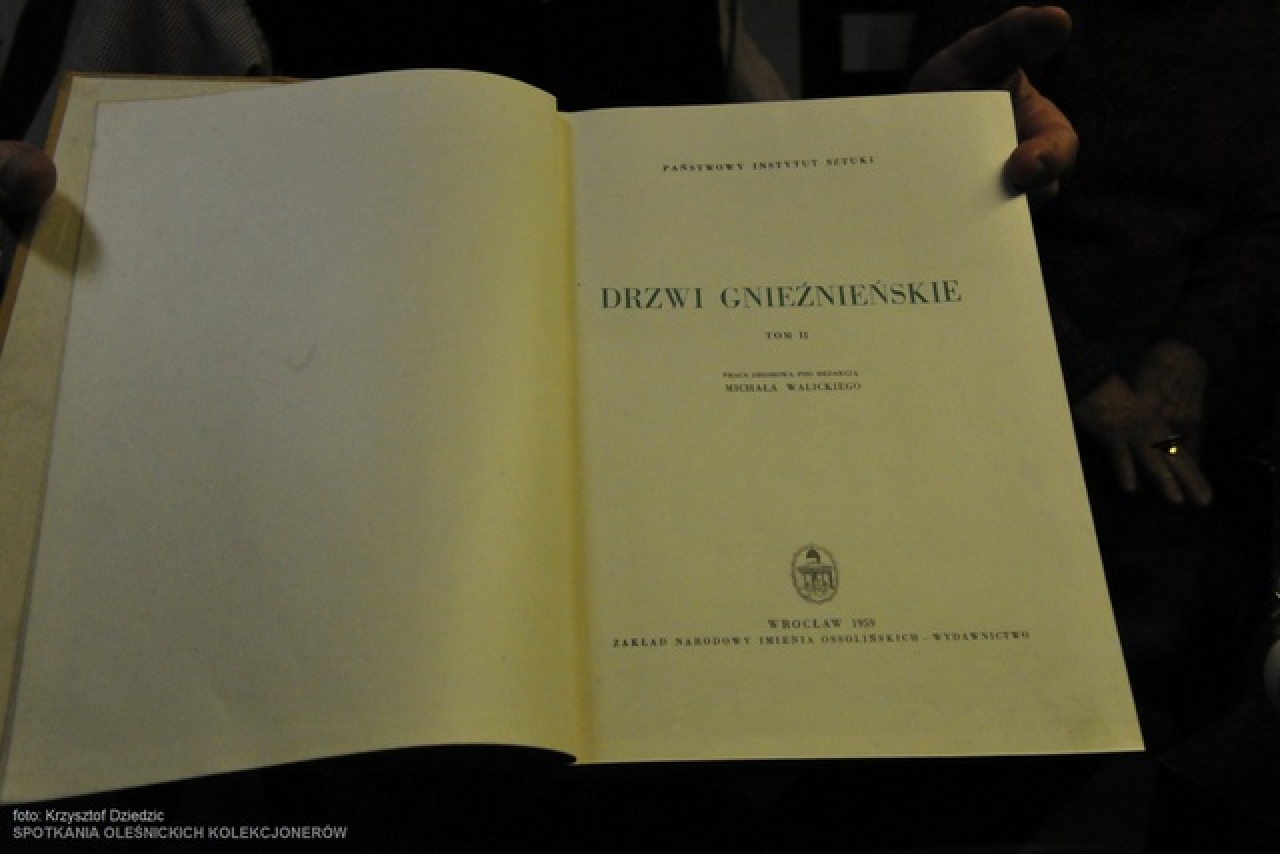 PAŃSTWOWY INSTYTUT SZTUKI
DRZWI GNIEŹNIEŃSKIE
TOM II
PRACA ZBIOROWA POD REDAKCJĄ
MICHAŁA WALICKIEGO
WROCŁAW 1959
ZAKŁAD NARODOWY IMIENIA OSSOLIŃSKICH - WYDAWNICTWO
foto: Krzysztof Dziedzic
SPOTKANIA OLEŚNICKICH KOLEKCJONERÓW